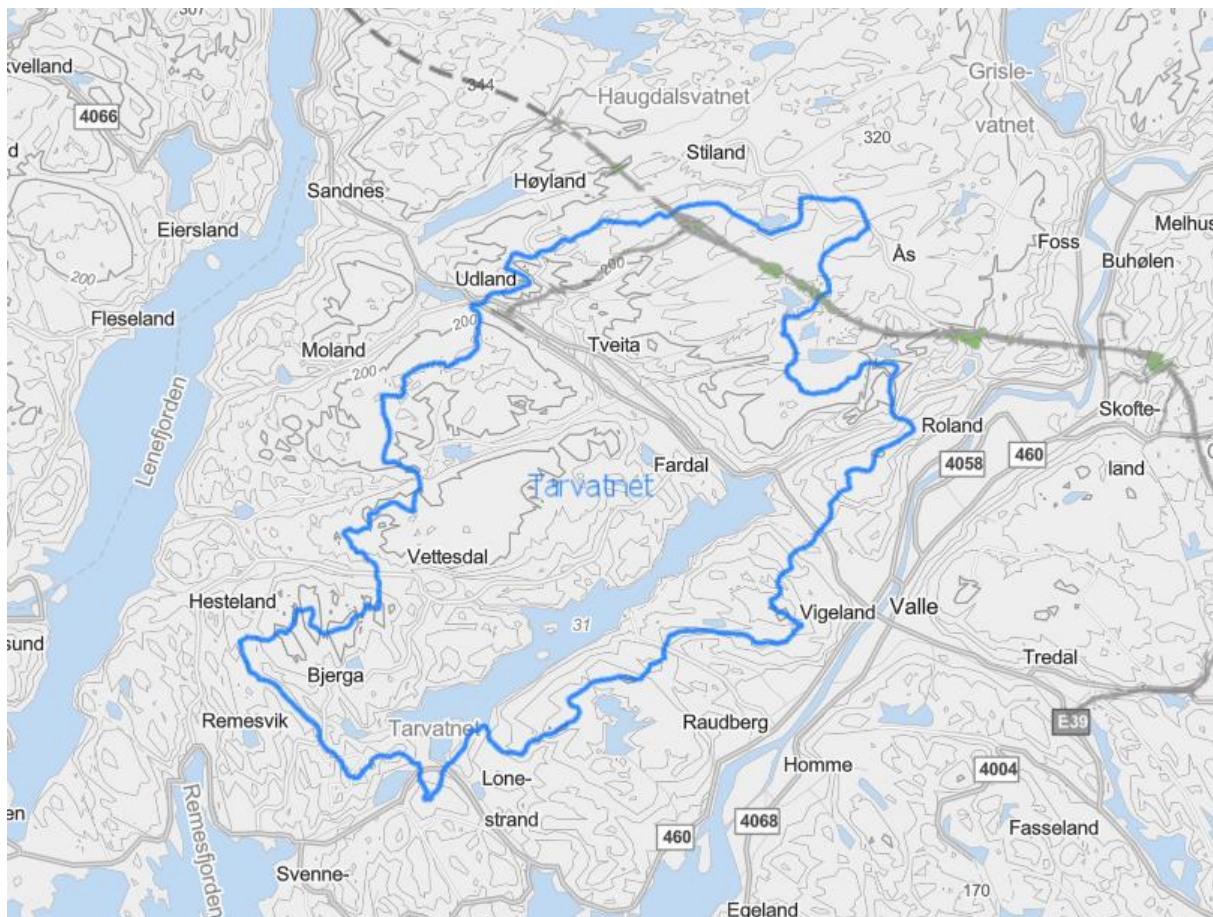 307
kvelland
4066
d
344
Haugdalsvatnet
Grisle-
vatnet
320
Stiland
Høyland
Sandnes
Eiersland
Melhus
Foss
Ås
Buhølen
200
200
Udland
Fleseland
200
Tveita
Moland
200
Lenefjorden
Skofte-
Roland
460
4058
land
Fardal
Tarvatnet
Vettesdal
Hesteland
Vigeland
Valle
31
sund
Tredal
Bjerga
Remesvik
Tarvatnet
Raudberg
E39
Homme
4004
Lone-
strand
Remesfjorden
en
460
4068
Fasseland
Svenne-
170
Egeland